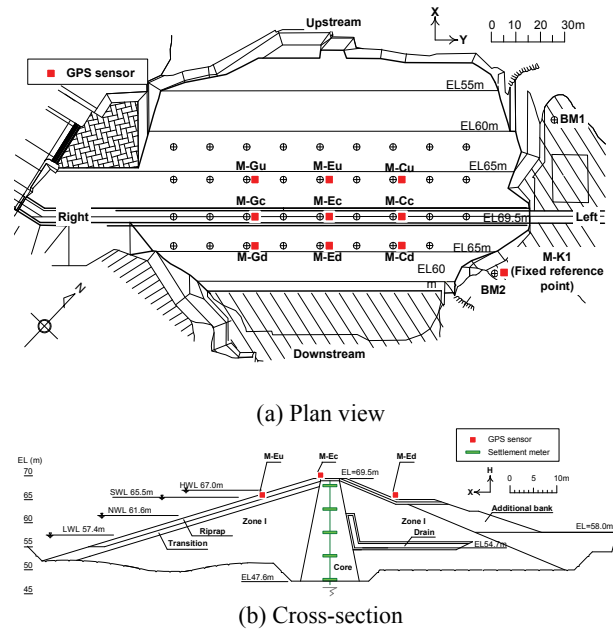 Upstream
X
Y
0 10 20 30m
GPS sensor
EL55m
BM1
EL60m
EL65m
M-Gu M-Eu M-Cu
M-Gc M-Ec M-Cc
Right
EL69.5m
Left
EL65m
M-Gd M-Ed M-Cd
M-K1
(Fixed reference
point)
EL60
m
BM2
N
Downstream
(a) Plan view
EL (m)
M-Eu M-Ec M-Ed
GPS sensor
Settlement meter
70
HWL 67.0m
EL=69.5m
H
X
0 5 10m
65
SWL 65.5m
60
NWL 61.6m
Additional bank
Riprap
Zone I
Zone I
EL=58.0m
LWL 57.4m
55
Transition
Drain
EL54.7m
50
Core
45
EL47.6m
(b) Cross-section